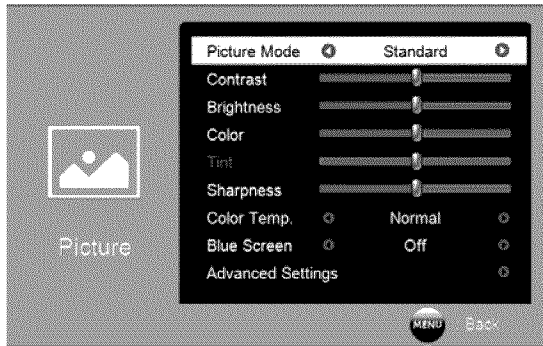 Picture Mode Standard
Contrast
Brightness
Color
Tint
Sharpness
Color Temp. Normal
Blue Screen Off
Advanced Settings
Picture
MENU : Back